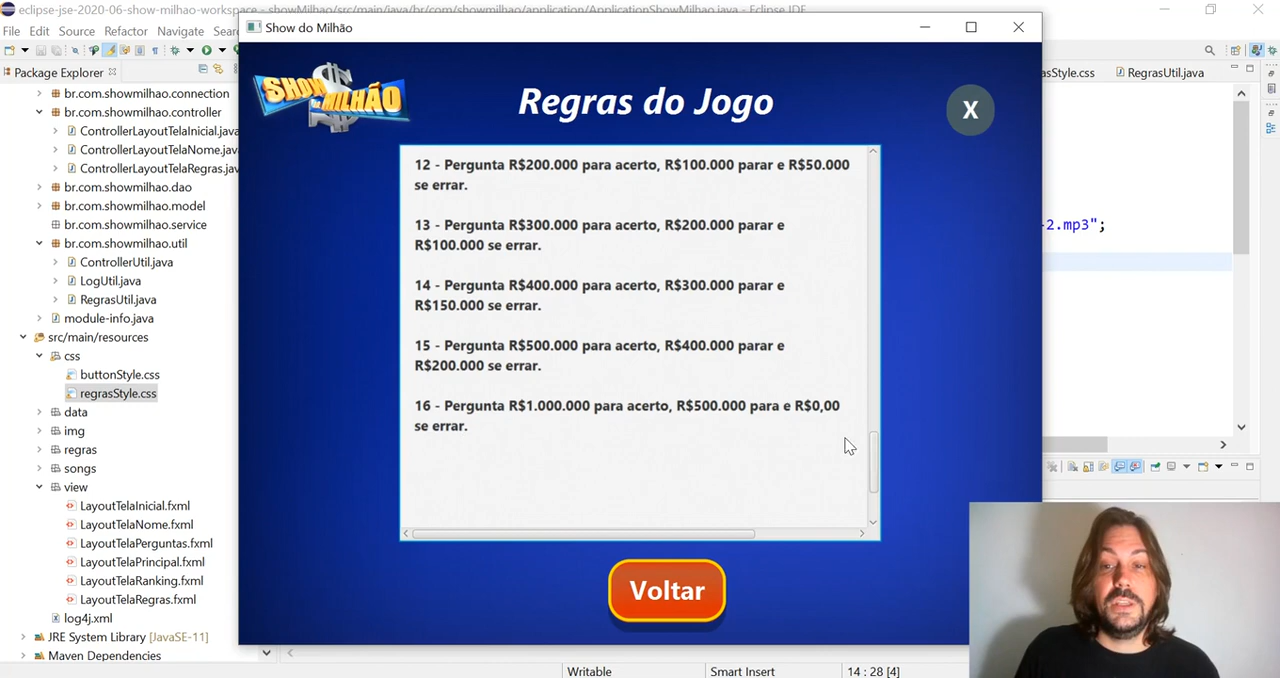 eclipse-jse-2020-06-show-milhao-workspace - showMilhao/src/main/java/br/com/showmilhao/application/ApplicationShowMilhao.java - Eclipse IDE
File Edit Source Refactor Navigate
Show do Milhão
Package Explorer
br.com.showmilhao.connection
br.com.showmilhao.controller
ControllerLayoutTelaInicial.java
ControllerLayoutTelaNome.java
ControllerLayoutTelaRegras.java
br.com.showmilhao.dao
br.com.showmilhao.model
br.com.showmilhao.service
br.com.showmilhao.util
ControllerUtil.java
LogUtil.java
RegrasUtil.java
module-info.java
src/main/resources
css
buttonStyle.css
regrasStyle.css
data
img
regras
songs
view
LayoutTelaInicial.fxml
LayoutTelaNome.fxml
LayoutTelaPerguntas.fxml
LayoutTelaPrincipal.fxml
LayoutTelaRanking.fxml
LayoutTelaRegras.fxml
log4j.xml
JRE System Library [JavaSE-11]
Maven Dependencies
SHOW
MILHÃO
Regras do Jogo
X
12 - Pergunta R$200.000 para acerto, R$100.000 parar e R$50.000
se errar.
13 - Pergunta R$300.000 para acerto, R$200.000 parar e
R$100.000 se errar.
14 - Pergunta R$400.000 para acerto, R$300.000 parar e
R$150.000 se errar.
15 - Pergunta R$500.000 para acerto, R$400.000 parar e
R$200.000 se errar.
16 - Pergunta R$1.000.000 para acerto, R$500.000 para e R$0,00
se errar.
Voltar
RegrasUtil.java
-2.mp3";
Writable Smart Insert 14 : 28 [4]